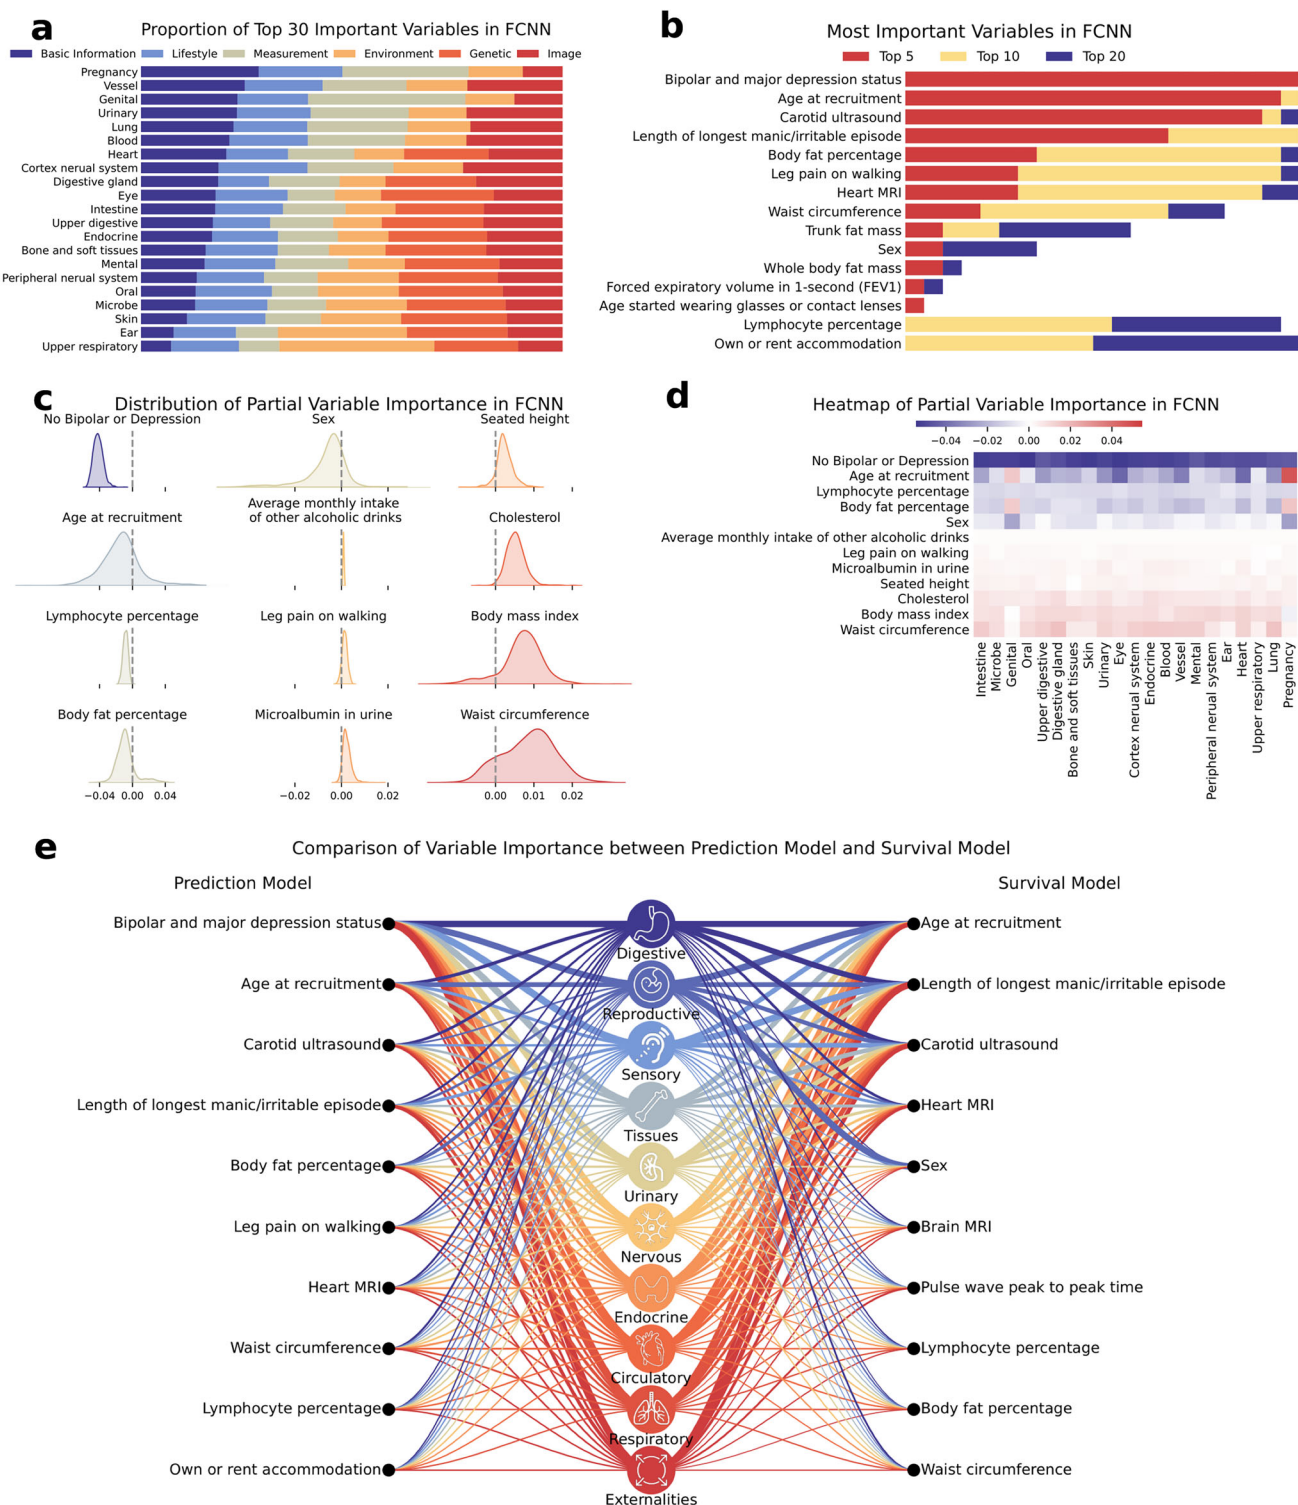 a
Proportion of Top 30 Important Variables in FCNN
Basic Information Lifestyle Measurement Environment Genetic Image
Pregnancy
Vessel
Genital
Urinary
Lung
Blood
Heart
Cortex nerual system
Digestive gland
Eye
Intestine
Upper digestive
Endocrine
Bone and soft tissues
Mental
Peripheral nerual system
Oral
Microbe
Skin
Ear
Upper respiratory
b
Most Important Variables in FCNN
Top 5 Top 10 Top 20
Bipolar and major depression status
Age at recruitment
Carotid ultrasound
Length of longest manic/irritable episode
Body fat percentage
Leg pain on walking
Heart MRI
Waist circumference
Trunk fat mass
Sex
Whole body fat mass
Forced expiratory volume in 1-second (FEV1)
Age started wearing glasses or contact lenses
Lymphocyte percentage
Own or rent accommodation
c
Distribution of Partial Variable Importance in FCNN
No Bipolar or Depression
Sex
Seated height
Age at recruitment
Average monthly intake
of other alcoholic drinks
Cholesterol
Lymphocyte percentage
Leg pain on walking
Body mass index
Body fat percentage
Microalbumin in urine
Waist circumference
−0.04 0.00 0.04
−0.02 0.00 0.02
0.00 0.01 0.02
d
Heatmap of Partial Variable Importance in FCNN
−0.04 −0.02 0.00 0.02 0.04
No Bipolar or Depression
Age at recruitment
Lymphocyte percentage
Body fat percentage
Sex
Average monthly intake of other alcoholic drinks
Leg pain on walking
Microalbumin in urine
Seated height
Cholesterol
Body mass index
Waist circumference
Intestine
Microbe
Genital
Oral
Upper digestive
Digestive gland
Bone and soft tissues
Skin
Urinary
Eye
Cortex nerual system
Endocrine
Blood
Vessel
Mental
Peripheral nerual system
Ear
Heart
Upper respiratory
Lung
Pregnancy
e
Comparison of Variable Importance between Prediction Model and Survival Model
Prediction Model
Bipolar and major depression status
Age at recruitment
Carotid ultrasound
Length of longest manic/irritable episode
Body fat percentage
Leg pain on walking
Heart MRI
Waist circumference
Lymphocyte percentage
Own or rent accommodation
Digestive
Reproductive
Sensory
Tissues
Urinary
Nervous
Endocrine
Circulatory
Respiratory
Externalities
Survival Model
Age at recruitment
Length of longest manic/irritable episode
Carotid ultrasound
Heart MRI
Sex
Brain MRI
Pulse wave peak to peak time
Lymphocyte percentage
Body fat percentage
Waist circumference